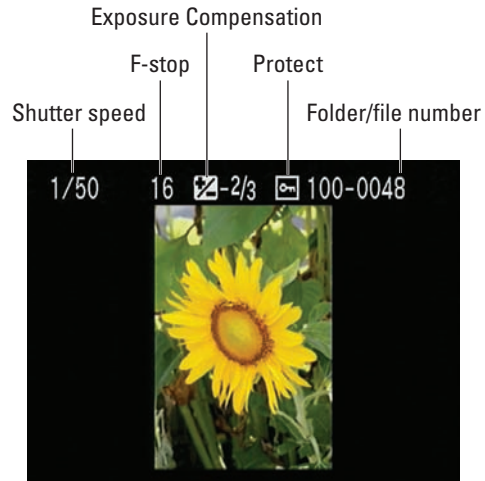 Exposure Compensation
F-stop Protect
Shutter speed Folder/file number
1/50 16 +/- -2/3 100-0048